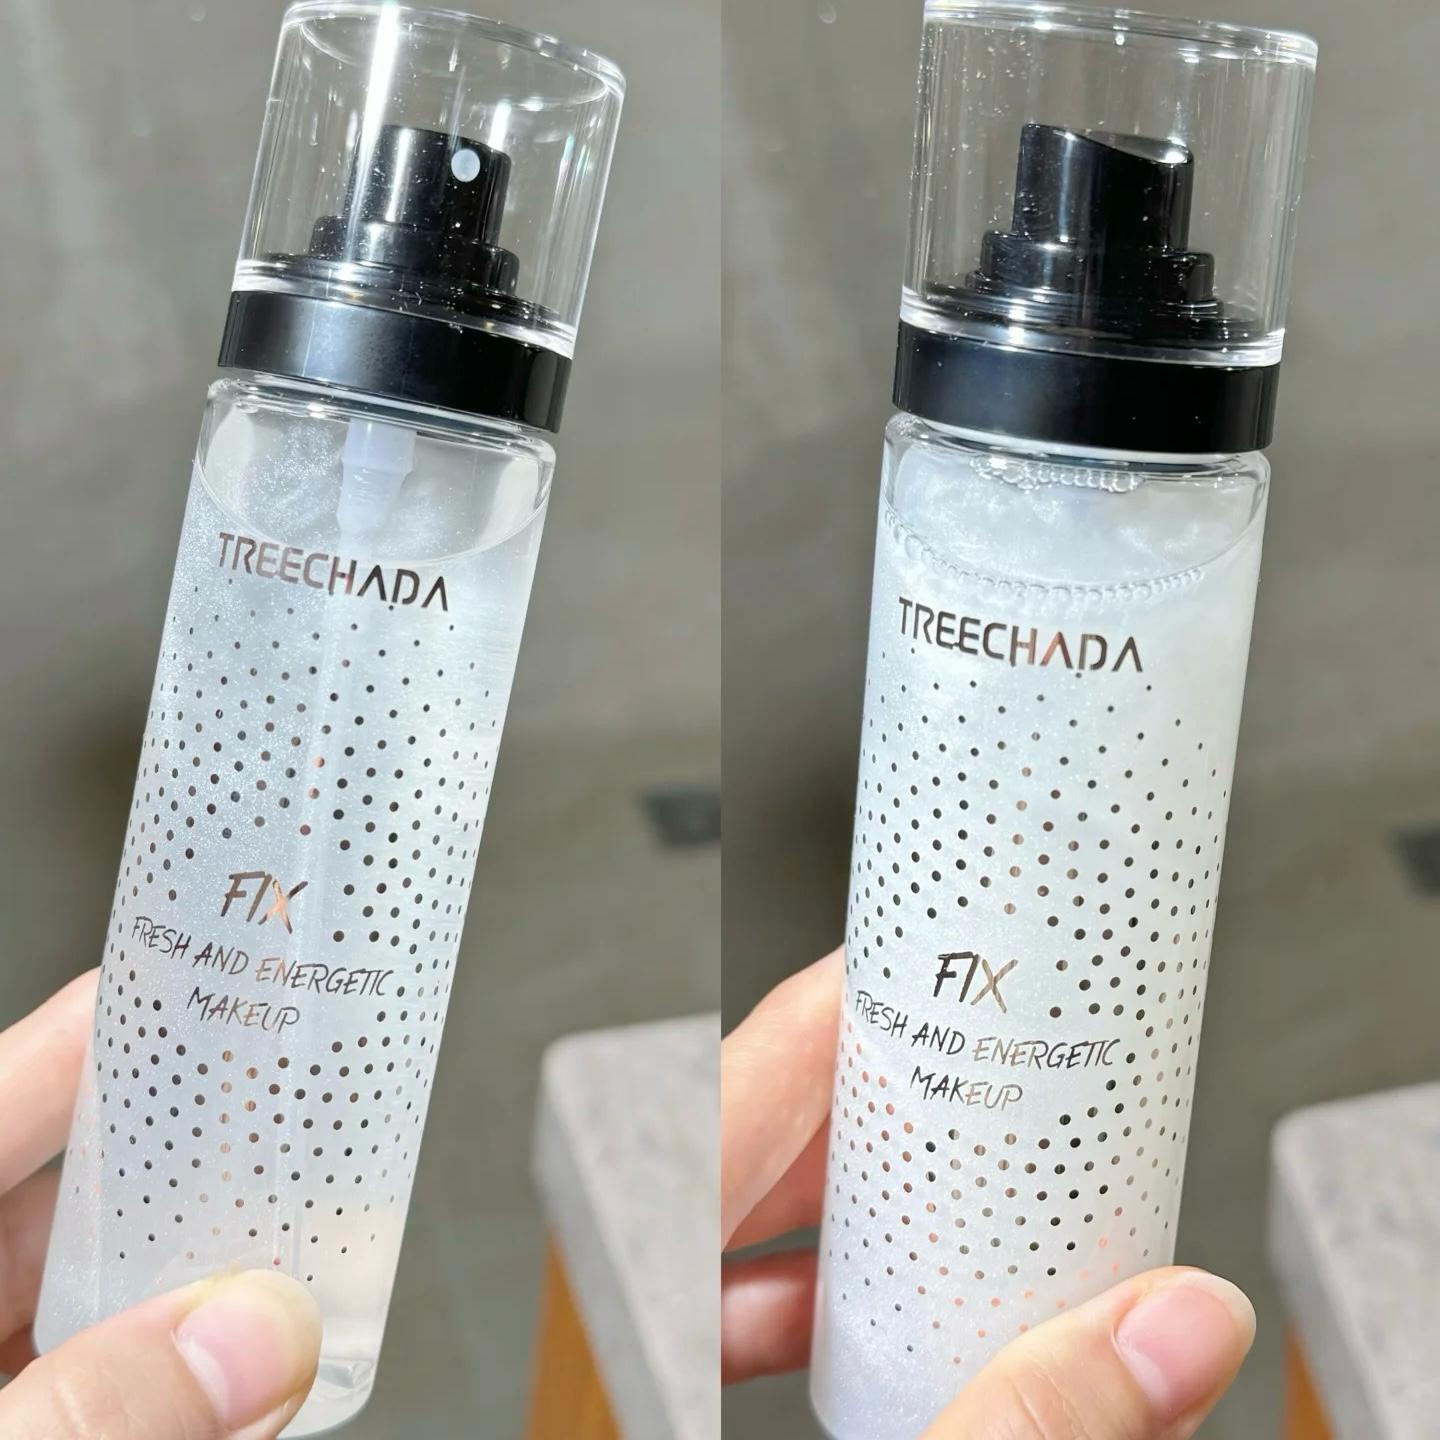 TREECHADA
FIX
FRESH AND ENERGETIC
MAKEUP
TREECHADA
FIX
FRESH AND ENERGETIC
MAKEUP